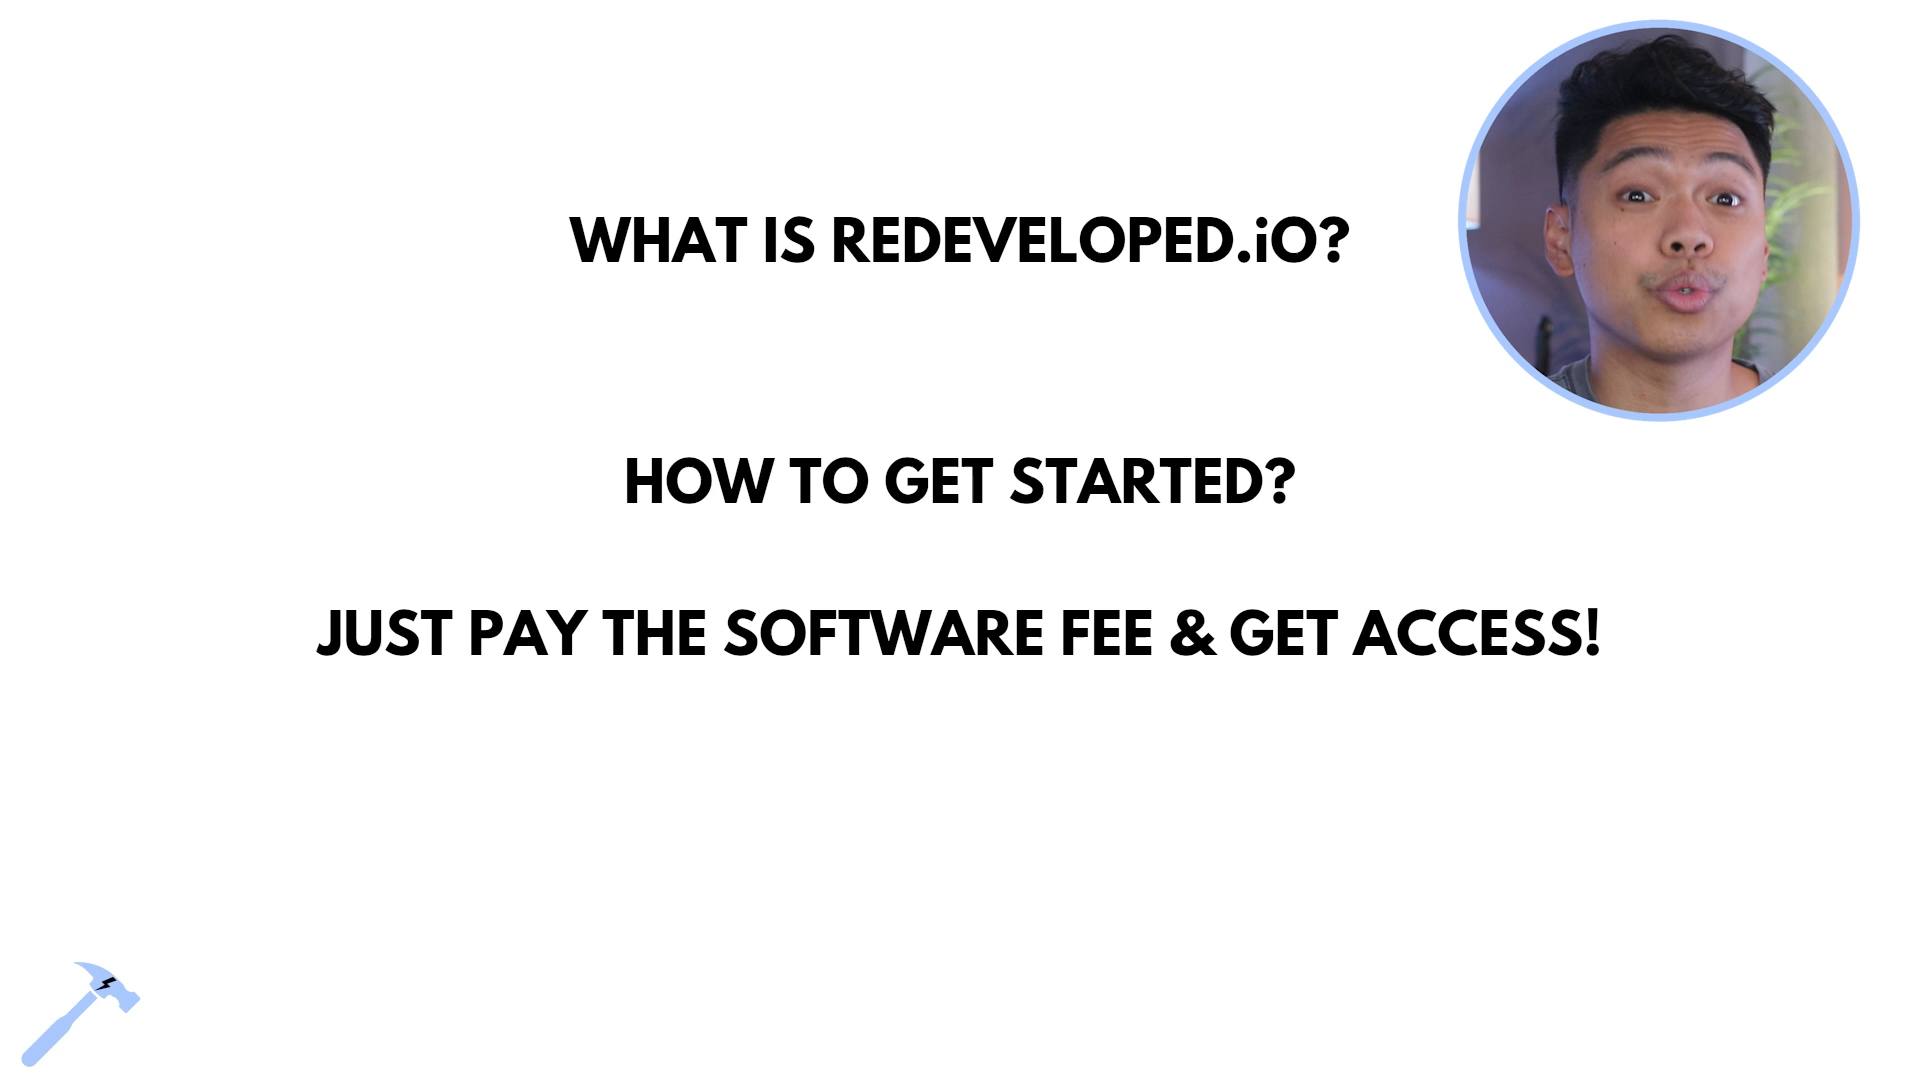 WHAT IS REDEVELOPED.iO?
HOW TO GET STARTED?
JUST PAY THE SOFTWARE FEE & GET ACCESS!